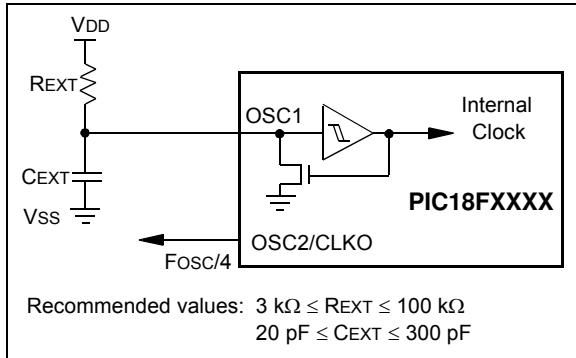 VDD
REXT
OSC1
Internal
Clock
CEXT
PIC18FXXXX
VSS
OSC2/CLKO
FOSC/4
Recommended values: 3 kΩ ≤ REXT ≤ 100 kΩ
20 pF ≤ CEXT ≤ 300 pF